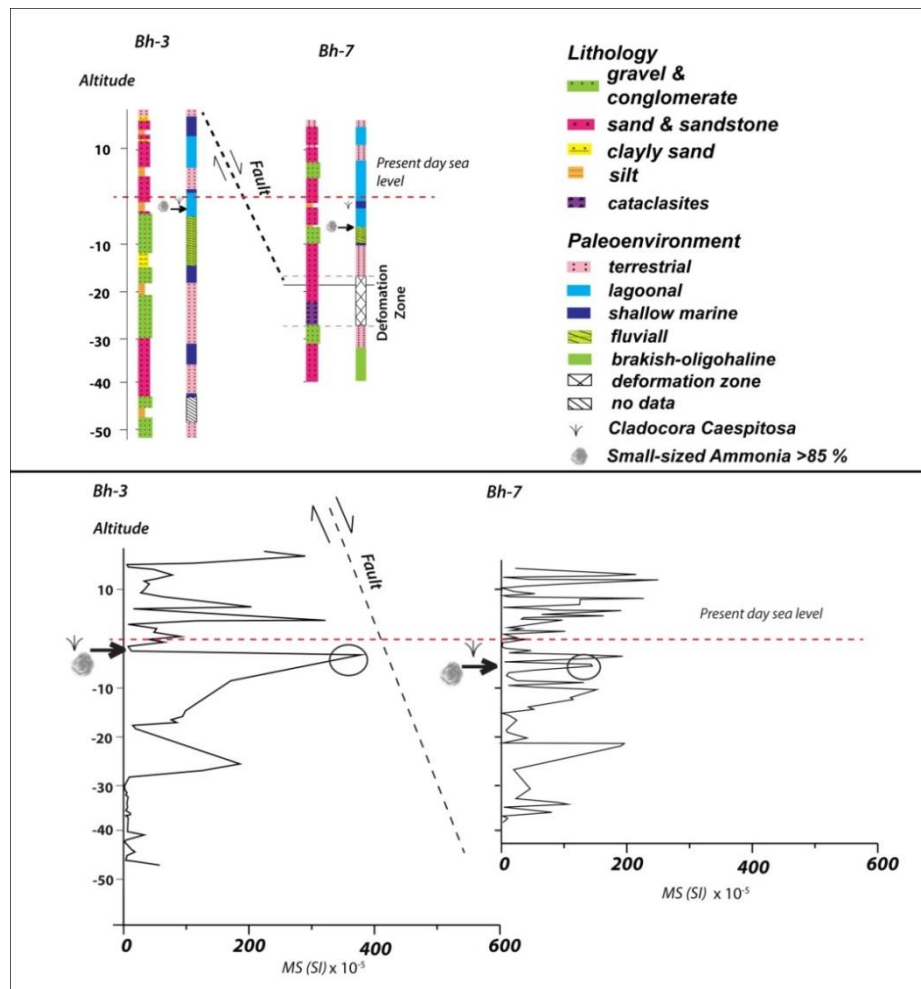 Bh-3
Altitude
10
-10
-20
-30
-40
-50
Fault
Bh-7
Present day sea
level
Deformation
Zone
Lithology
gravel &
conglomerate
sand & sandstone
clayly sand
silt
cataclasites
Paleoenvironment
terrestrial
lagoonal
shallow marine
fluviall
brakish-oligohaline
deformation zone
no data
Cladocora Caespitosa
Small-sized Ammonia >85 %
Bh-3
Altitude
10
-10
-20
-30
-40
-50
0 200 400 600
MS (SI) x 10-5
Fault
Bh-7
Present day sea level
0 200 400 600
MS (SI) x 10-5